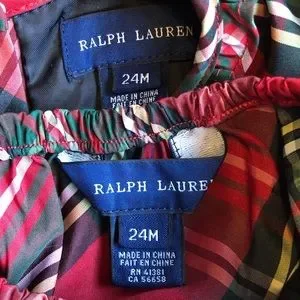 RALPH LAUREN
24M
MADE IN CHINA
FAIT EN CHINE
RALPH LAURE
24M
MADE IN CHINA
FAIT EN CHINE
RN 41381
CA 56658